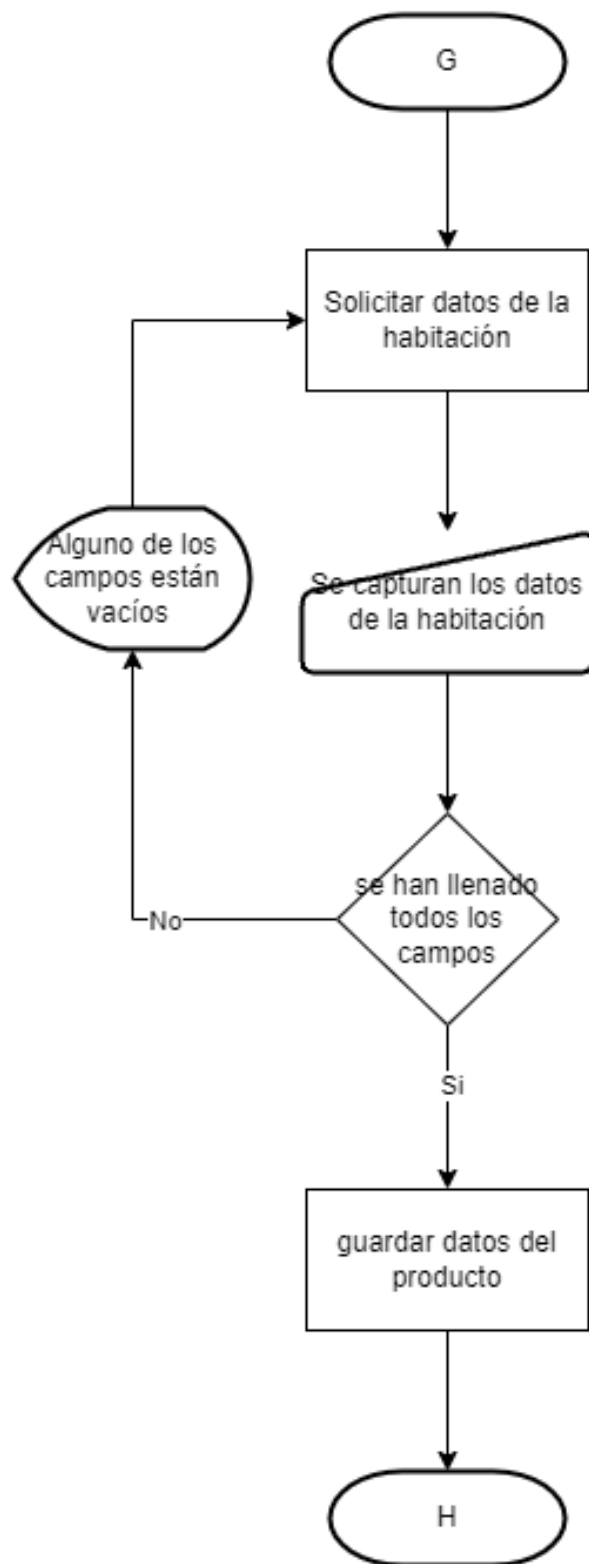 G
Solicitar datos de la
habitación
Alguno de los
campos están
vacíos
Se capturan los datos
de la habitación
se han llenado
todos los
campos
No
Si
guardar datos del
producto
H